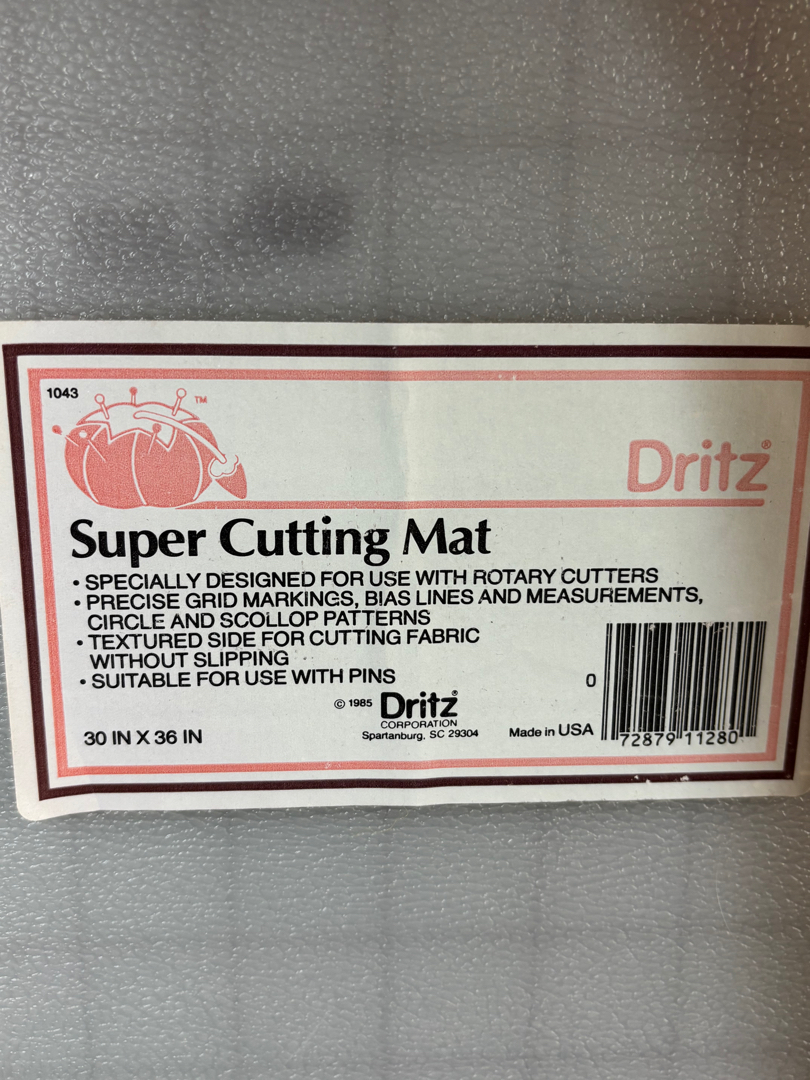 1043
TM
Dritz®
Super Cutting Mat
• SPECIALLY DESIGNED FOR USE WITH ROTARY CUTTERS
• PRECISE GRID MARKINGS, BIAS LINES AND MEASUREMENTS,
CIRCLE AND SCOLLOP PATTERNS
• TEXTURED SIDE FOR CUTTING FABRIC
WITHOUT SLIPPING
• SUITABLE FOR USE WITH PINS
© 1985 Dritz®
CORPORATION
Spartanburg, SC 29304
30 IN X 36 IN
Made in USA
0 72879 11280